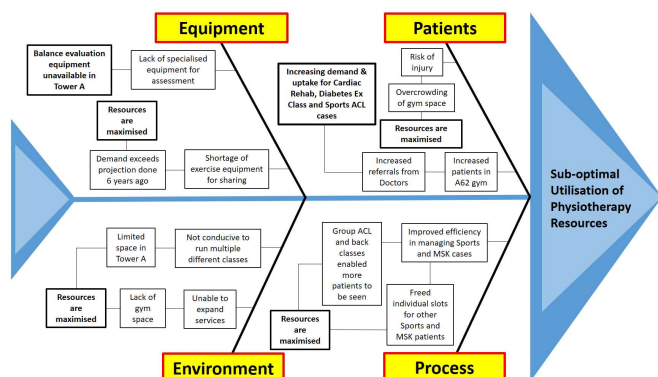 Equipment
Patients
Balance evaluation
equipment
unavailable in
Tower A
Lack of specialised
equipment for
assessment
Resources
are
maximised
Demand exceeds
projection done
6 years ago
Shortage of
exercise equipment
for sharing
Increasing demand &
uptake for Cardiac
Rehab, Diabetes Ex
Class and Sports ACL
cases
Risk of
injury
Overcrowding
of gym space
Resources are
maximised
Increased
referrals from
Doctors
Increased
patients in
A62 gym
Sub-optimal
Utilisation of
Physiotherapy
Resources
Limited
space in
Tower A
Not conducive to
run multiple
different classes
Resources
are
maximised
Lack of
gym
space
Unable to
expand
services
Group ACL
and back
classes
enabled
more
patients to
be seen
Improved efficiency
in managing Sports
and MSK cases
Resources
are
maximised
Freed
individual slots
for other
Sports and
MSK patients
Environment
Process